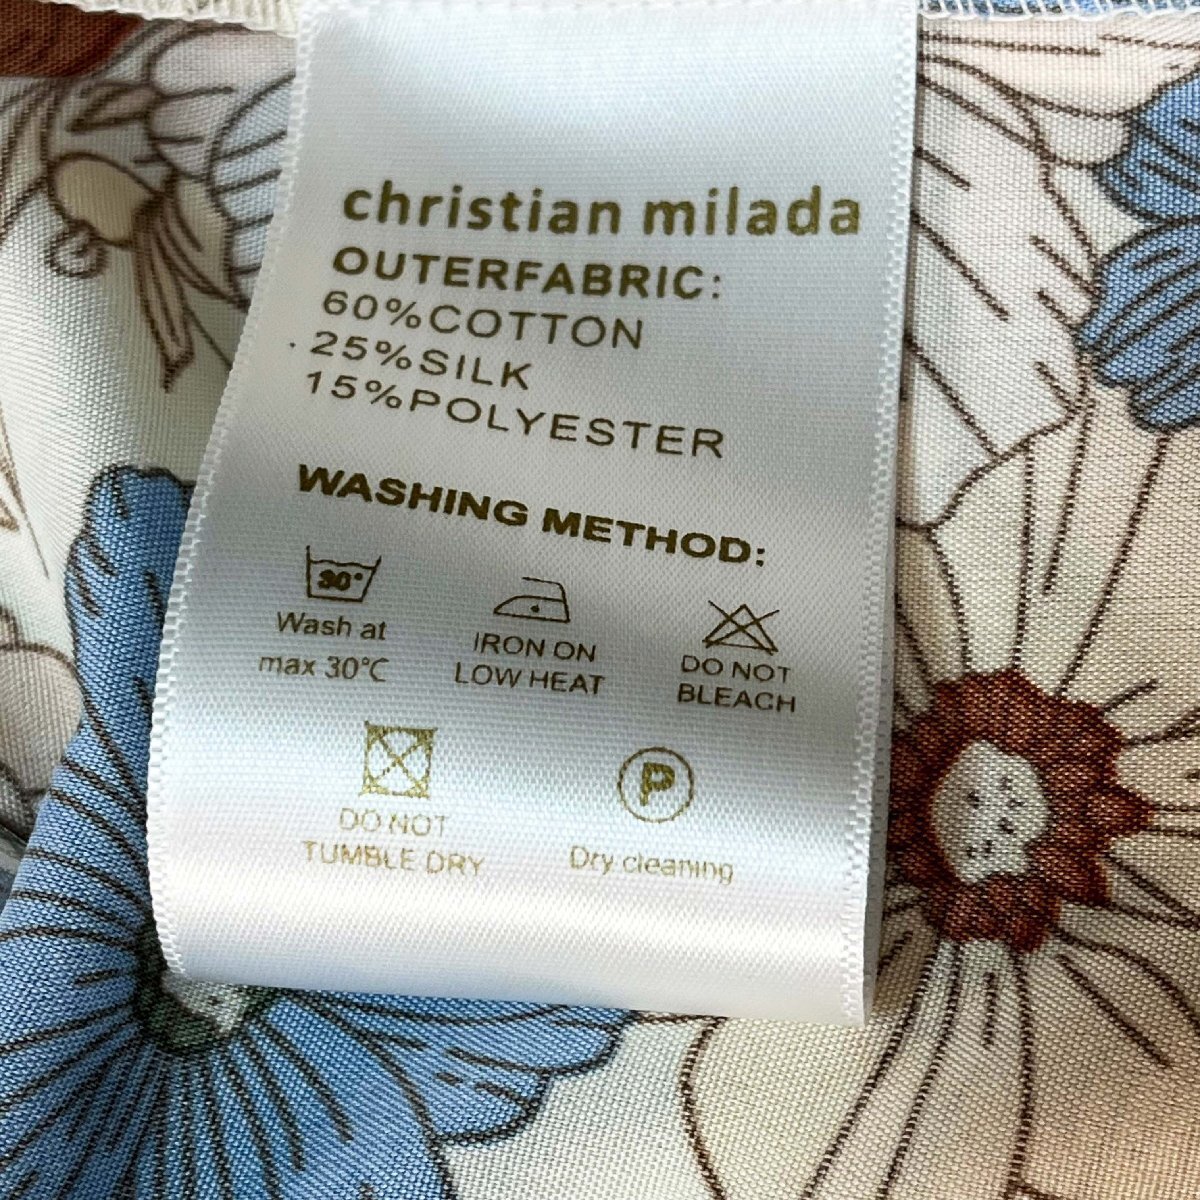 christian milada
OUTERFABRIC:
60%COTTON
25%SILK
15%POLYESTER
WASHING METHOD:
30°
Wash at
max 30℃
IRON ON
LOW HEAT
DO NOT
BLEACH
DO NOT
TUMBLE DRY
P
Dry cleaning